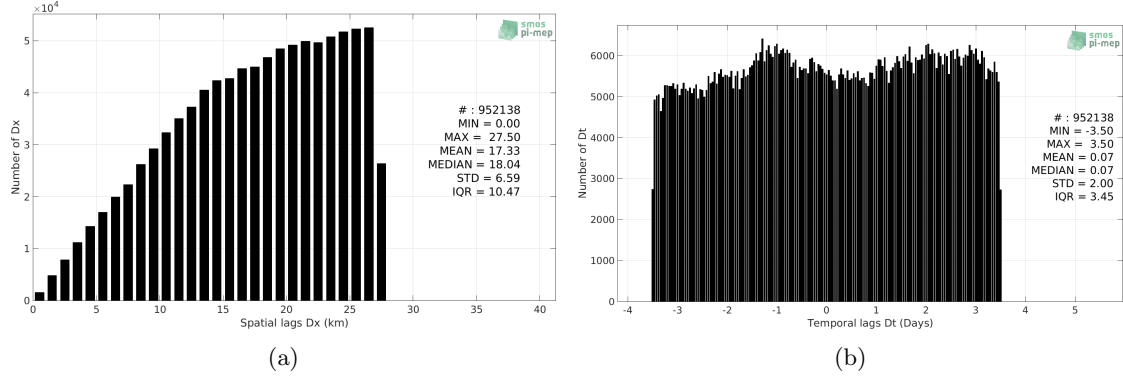 ×10⁴
5
4
3
2
1
0
Number of Dx
0 5 10 15 20 25 30 35 40
Spatial lags Dx (km)
smos
pi-mep
# : 952138
MIN = 0.00
MAX = 27.50
MEAN = 17.33
MEDIAN = 18.04
STD = 6.59
IQR = 10.47
(a)
6000
5000
4000
3000
2000
1000
0
Number of Dt
-4 -3 -2 -1 0 1 2 3 4 5
Temporal lags Dt (Days)
smos
pi-mep
# : 952138
MIN = -3.50
MAX = 3.50
MEAN = 0.07
MEDIAN = 0.07
STD = 2.00
IQR = 3.45
(b)